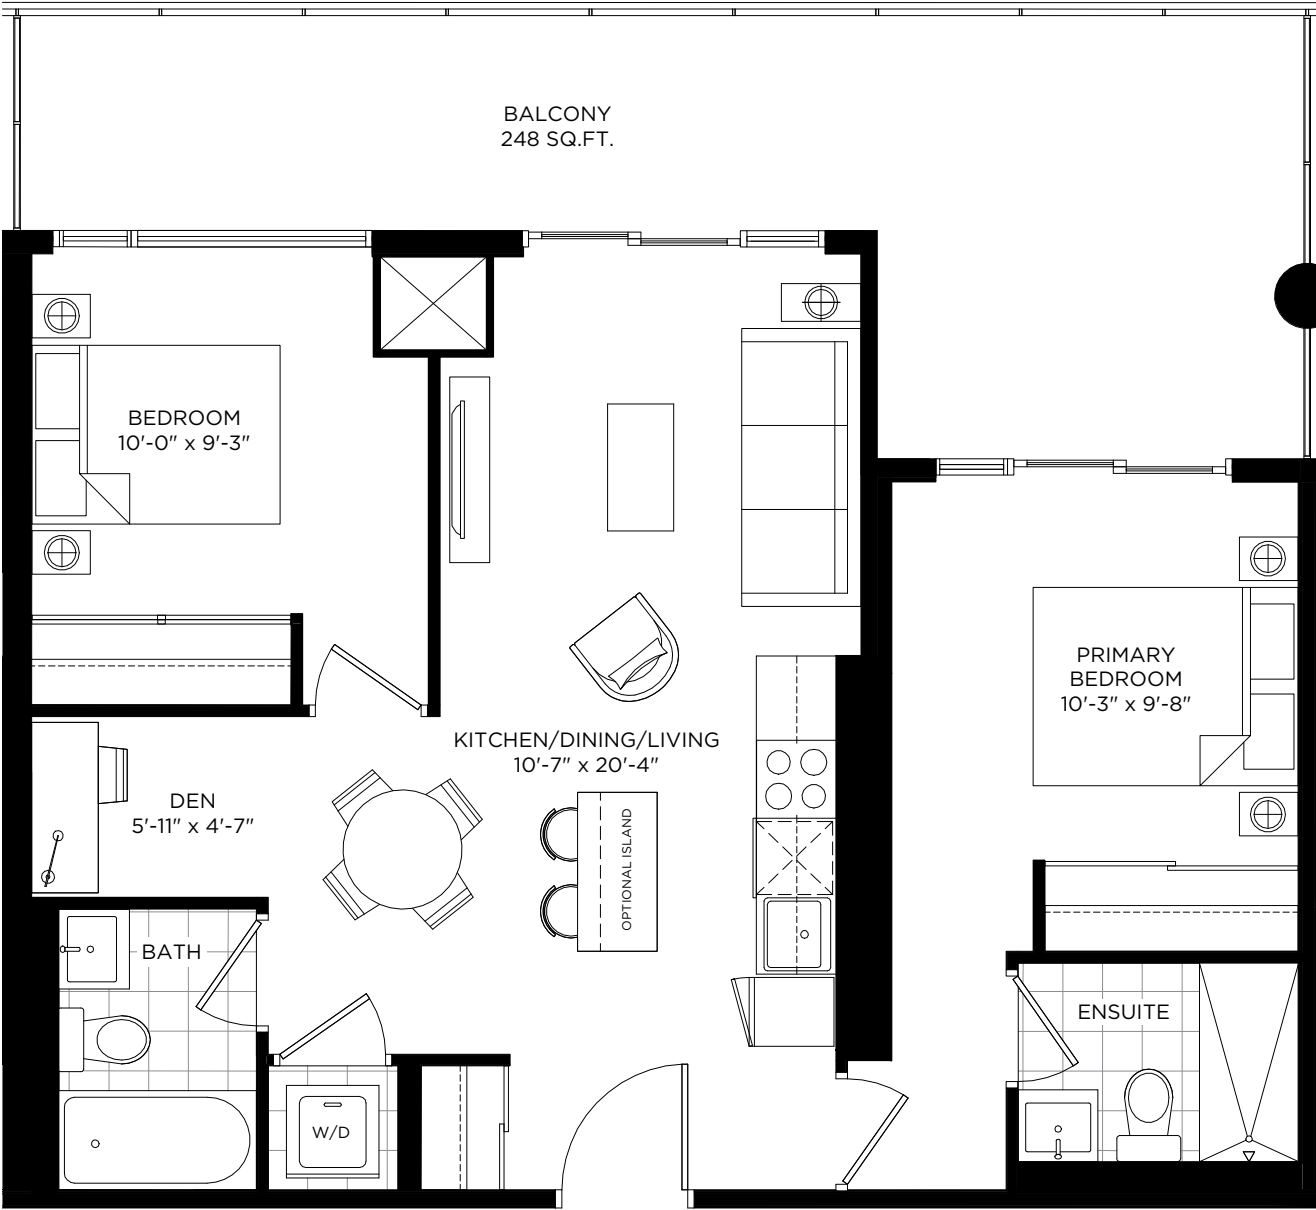 BALCONY
248 SQ.FT.
BEDROOM
10'-0" x 9'-3"
PRIMARY
BEDROOM
10'-3" x 9'-8"
KITCHEN/DINING/LIVING
10'-7" x 20'-4"
DEN
5'-11" x 4'-7"
OPTIONAL ISLAND
BATH
ENSUITE
W/D